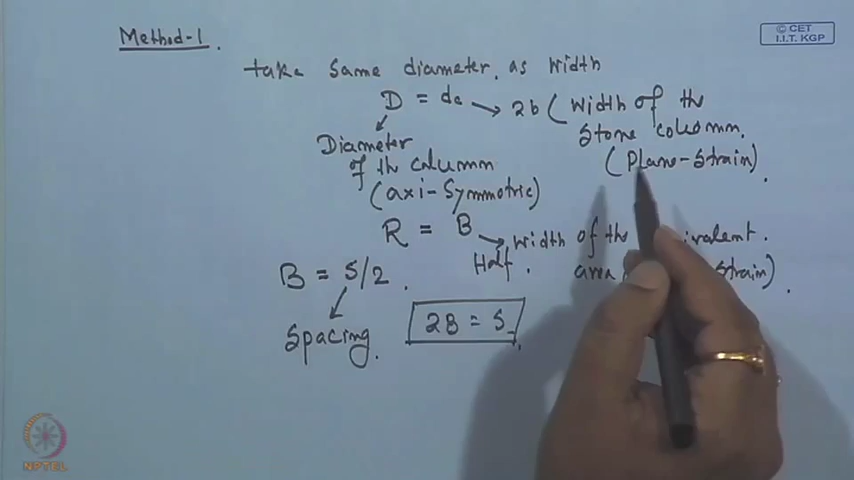 © CET
I.I.T. KGP
Method-1.
take same diameter as width
D = dc → 2b (width of the
stone column.
(Plane-strain).
Diameter
of the column
(axi-symmetric)
R = B → width of the
Half. area
B = S/2.
Spacing.
2B = S
NPTEL